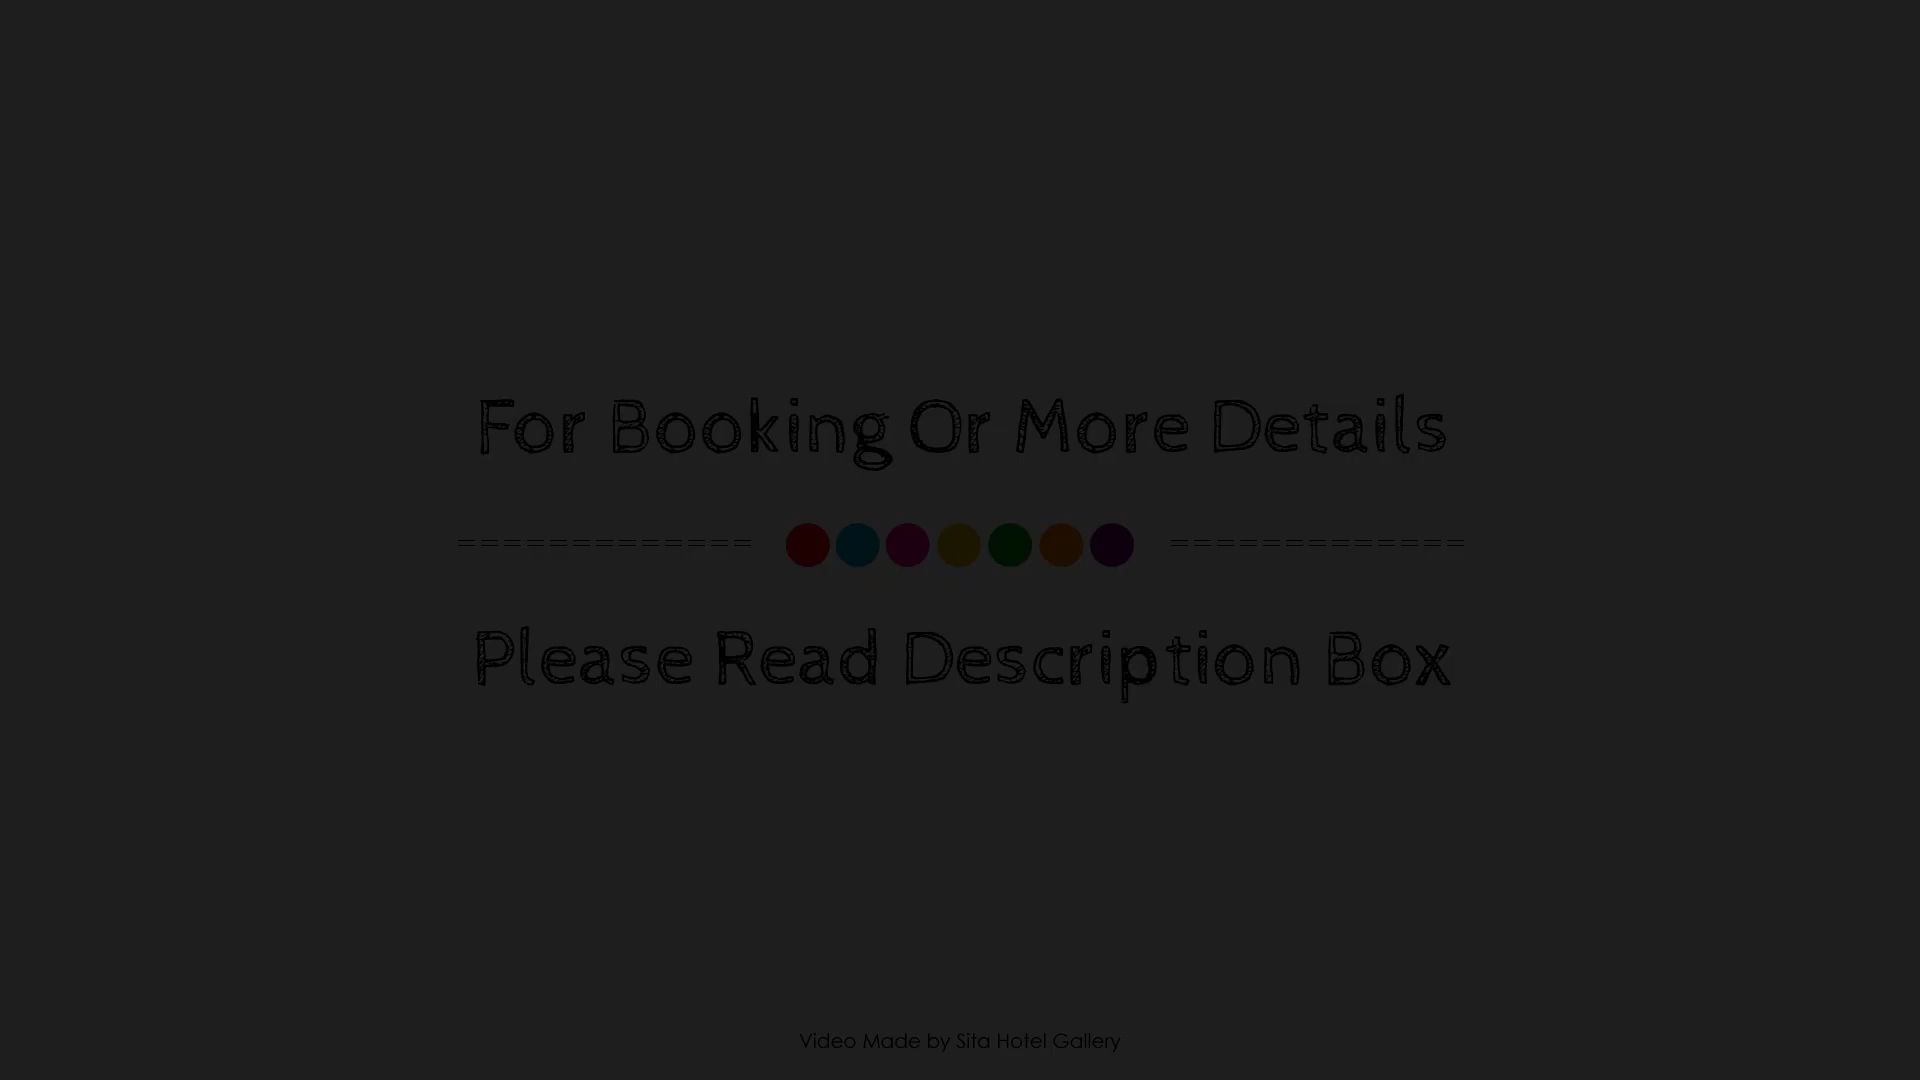 For Booking Or More Details
============= =============
Please Read Description Box
Video Made by Sita Hotel Gallery